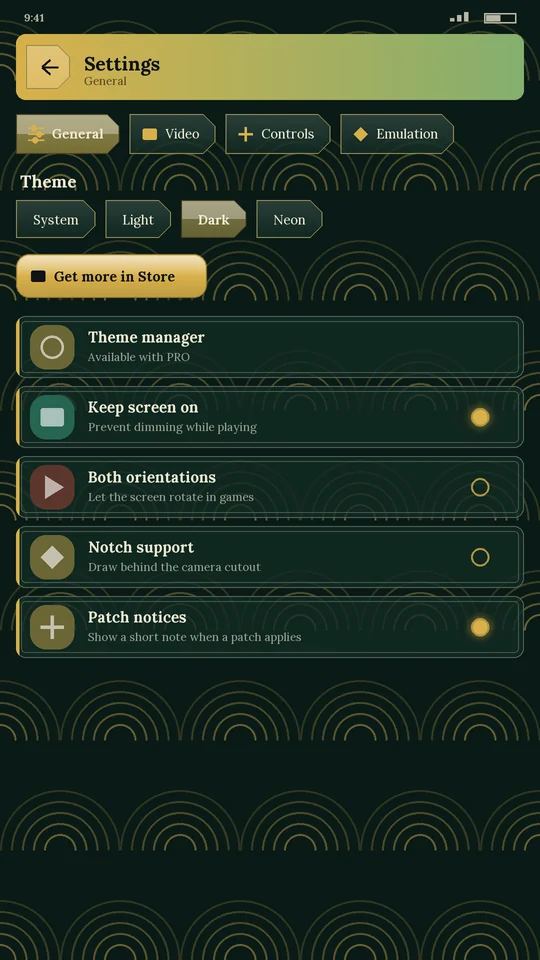 9:41
Settings
General
General
Video
Controls
Emulation
Theme
System
Light
Dark
Neon
Get more in Store
Theme manager
Available with PRO
Keep screen on
Prevent dimming while playing
Both orientations
Let the screen rotate in games
Notch support
Draw behind the camera cutout
Patch notices
Show a short note when a patch applies